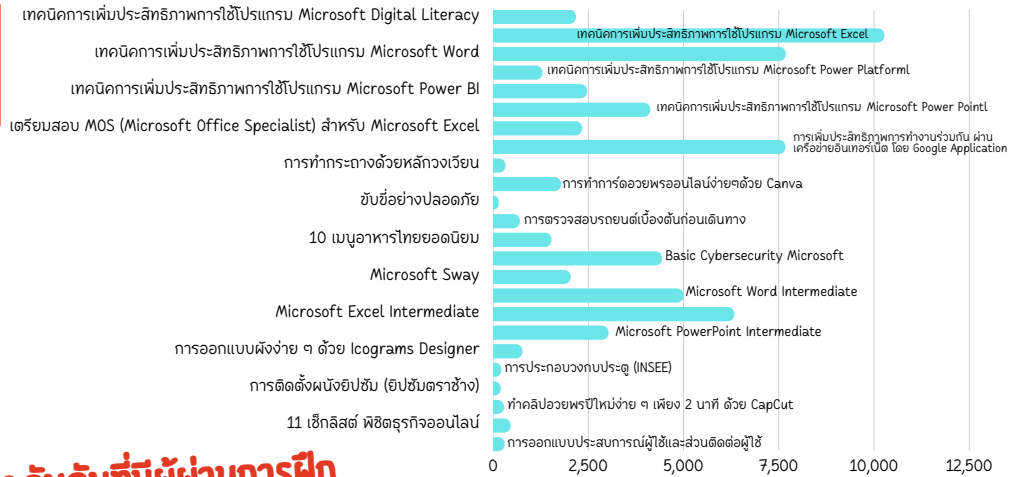 เทคนิคการเพิ่มประสิทธิภาพการใช้โปรแกรม Microsoft Digital Literacy
เทคนิคการเพิ่มประสิทธิภาพการใช้โปรแกรม Microsoft Excel
เทคนิคการเพิ่มประสิทธิภาพการใช้โปรแกรม Microsoft Word
เทคนิคการเพิ่มประสิทธิภาพการใช้โปรแกรม Microsoft Power Platforml
เทคนิคการเพิ่มประสิทธิภาพการใช้โปรแกรม Microsoft Power BI
เทคนิคการเพิ่มประสิทธิภาพการใช้โปรแกรม Microsoft Power Pointl
เตรียมสอบ MOS (Microsoft Office Specialist) สำหรับ Microsoft Excel
การเพิ่มประสิทธิภาพการทำงานร่วมกัน ผ่าน
เครือข่ายอินเทอร์เน็ต โดย Google Application
การทำกระถางด้วยหลักวงเวียน
การทำการ์ดอวยพรออนไลน์ง่ายๆด้วย Canva
ขับขี่อย่างปลอดภัย
การตรวจสอบรถยนต์เบื้องต้นก่อนเดินทาง
10 เมนูอาหารไทยยอดนิยม
Basic Cybersecurity Microsoft
Microsoft Sway
Microsoft Word Intermediate
Microsoft Excel Intermediate
Microsoft PowerPoint Intermediate
การออกแบบผังง่าย ๆ ด้วย Icograms Designer
การประกอบวงกบประตู (INSEE)
การติดตั้งผนังยิปซัม (ยิปซัมตราช้าง)
ทำคลิปอวยพรปีใหม่ง่าย ๆ เพียง 2 นาที ด้วย CapCut
11 เช็กลิสต์ พิชิตธุรกิจออนไลน์
การออกแบบประสบการณ์ผู้ใช้และส่วนติดต่อผู้ใช้
0 2,500 5,000 7,500 10,000 12,500